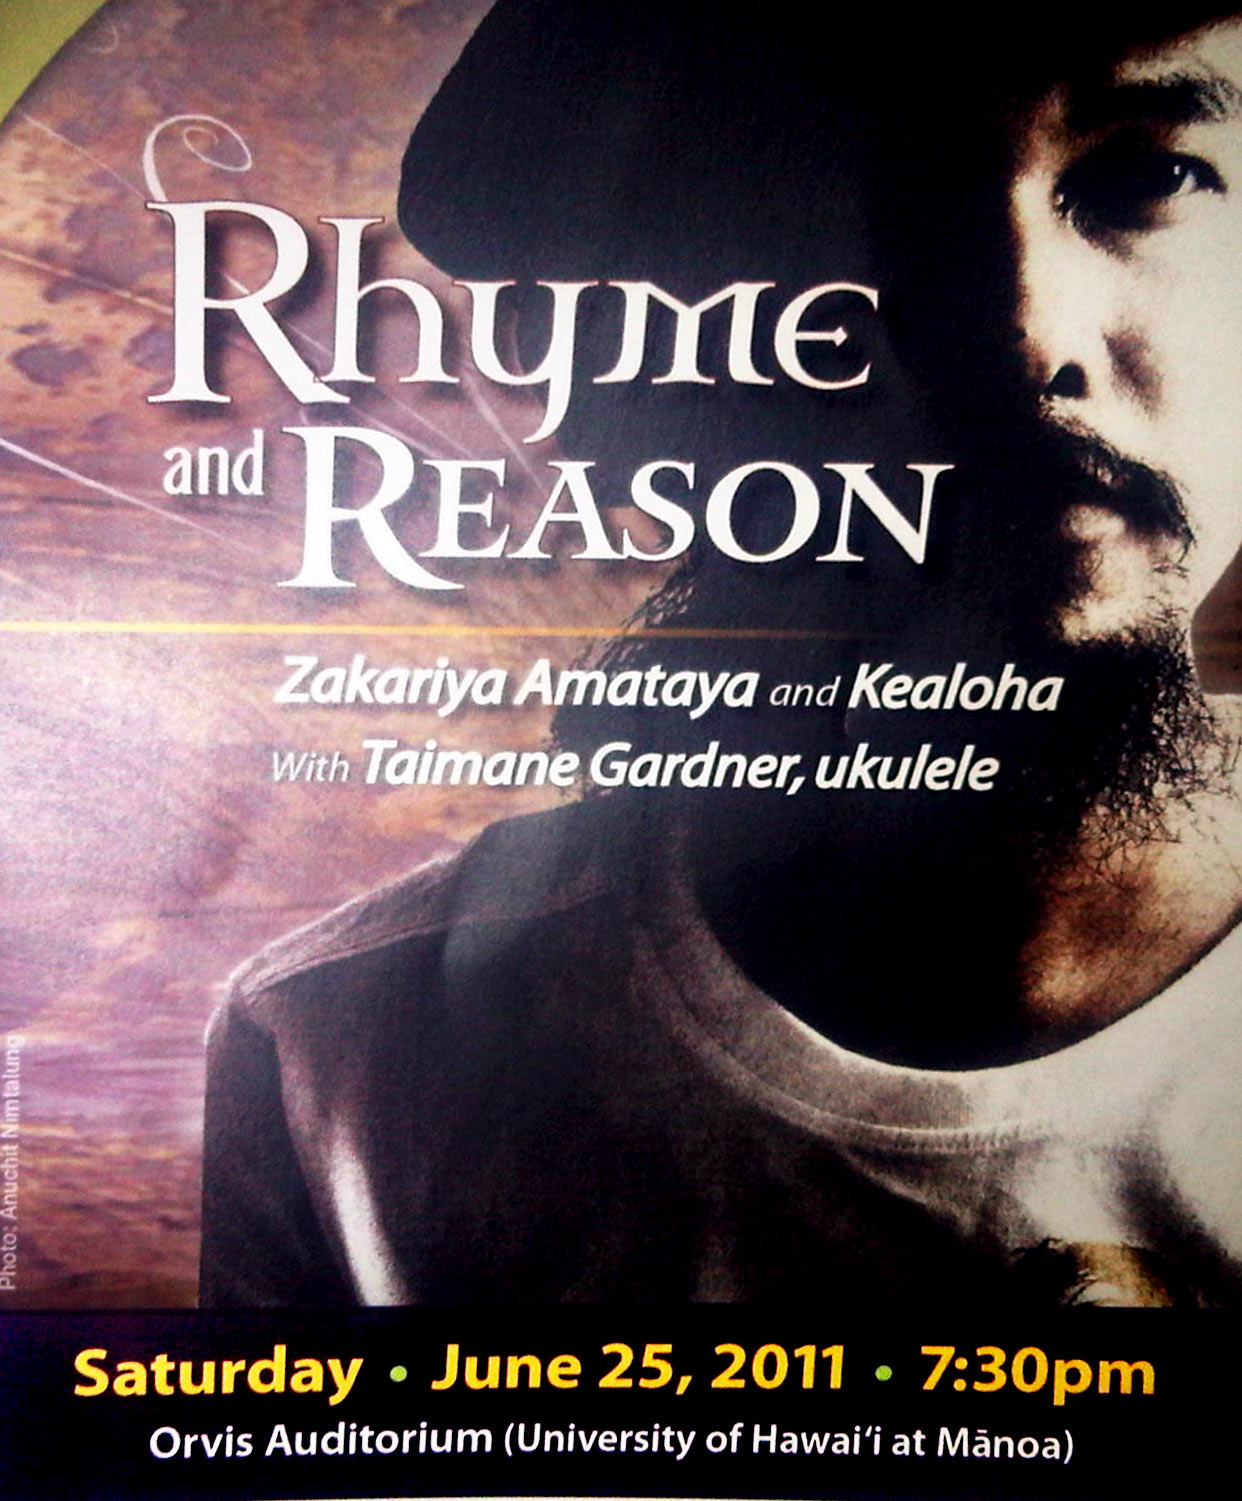 Rhyme
and Reason
Zakariya Amataya and Kealoha
With Taimane Gardner, ukulele
Photo: Anuchit Nimtalung
Saturday • June 25, 2011 • 7:30pm
Orvis Auditorium (University of Hawai‘i at Mānoa)